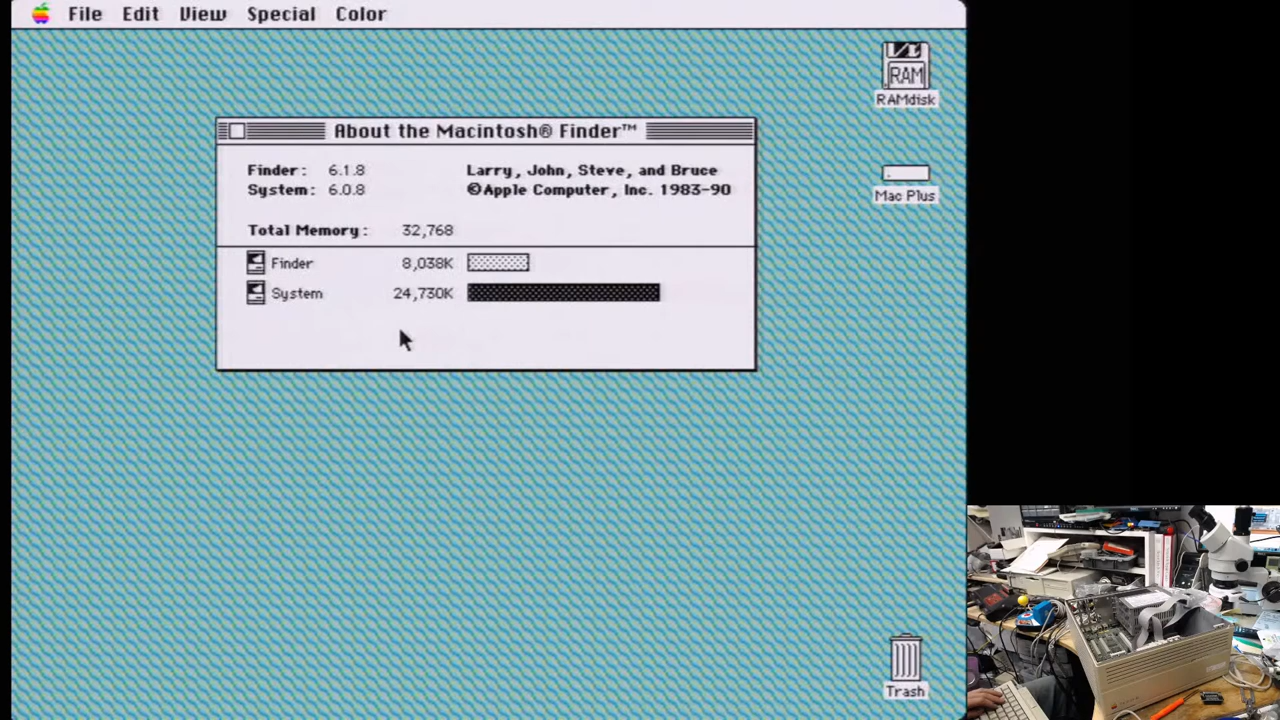 File Edit View Special Color
RAM
RAMdisk
About the Macintosh® Finder™
Finder: 6.1.8 Larry, John, Steve, and Bruce
System: 6.0.8 ©Apple Computer, Inc. 1983-90
Mac Plus
Total Memory: 32,768
Finder 8,038K
System 24,730K
Trash